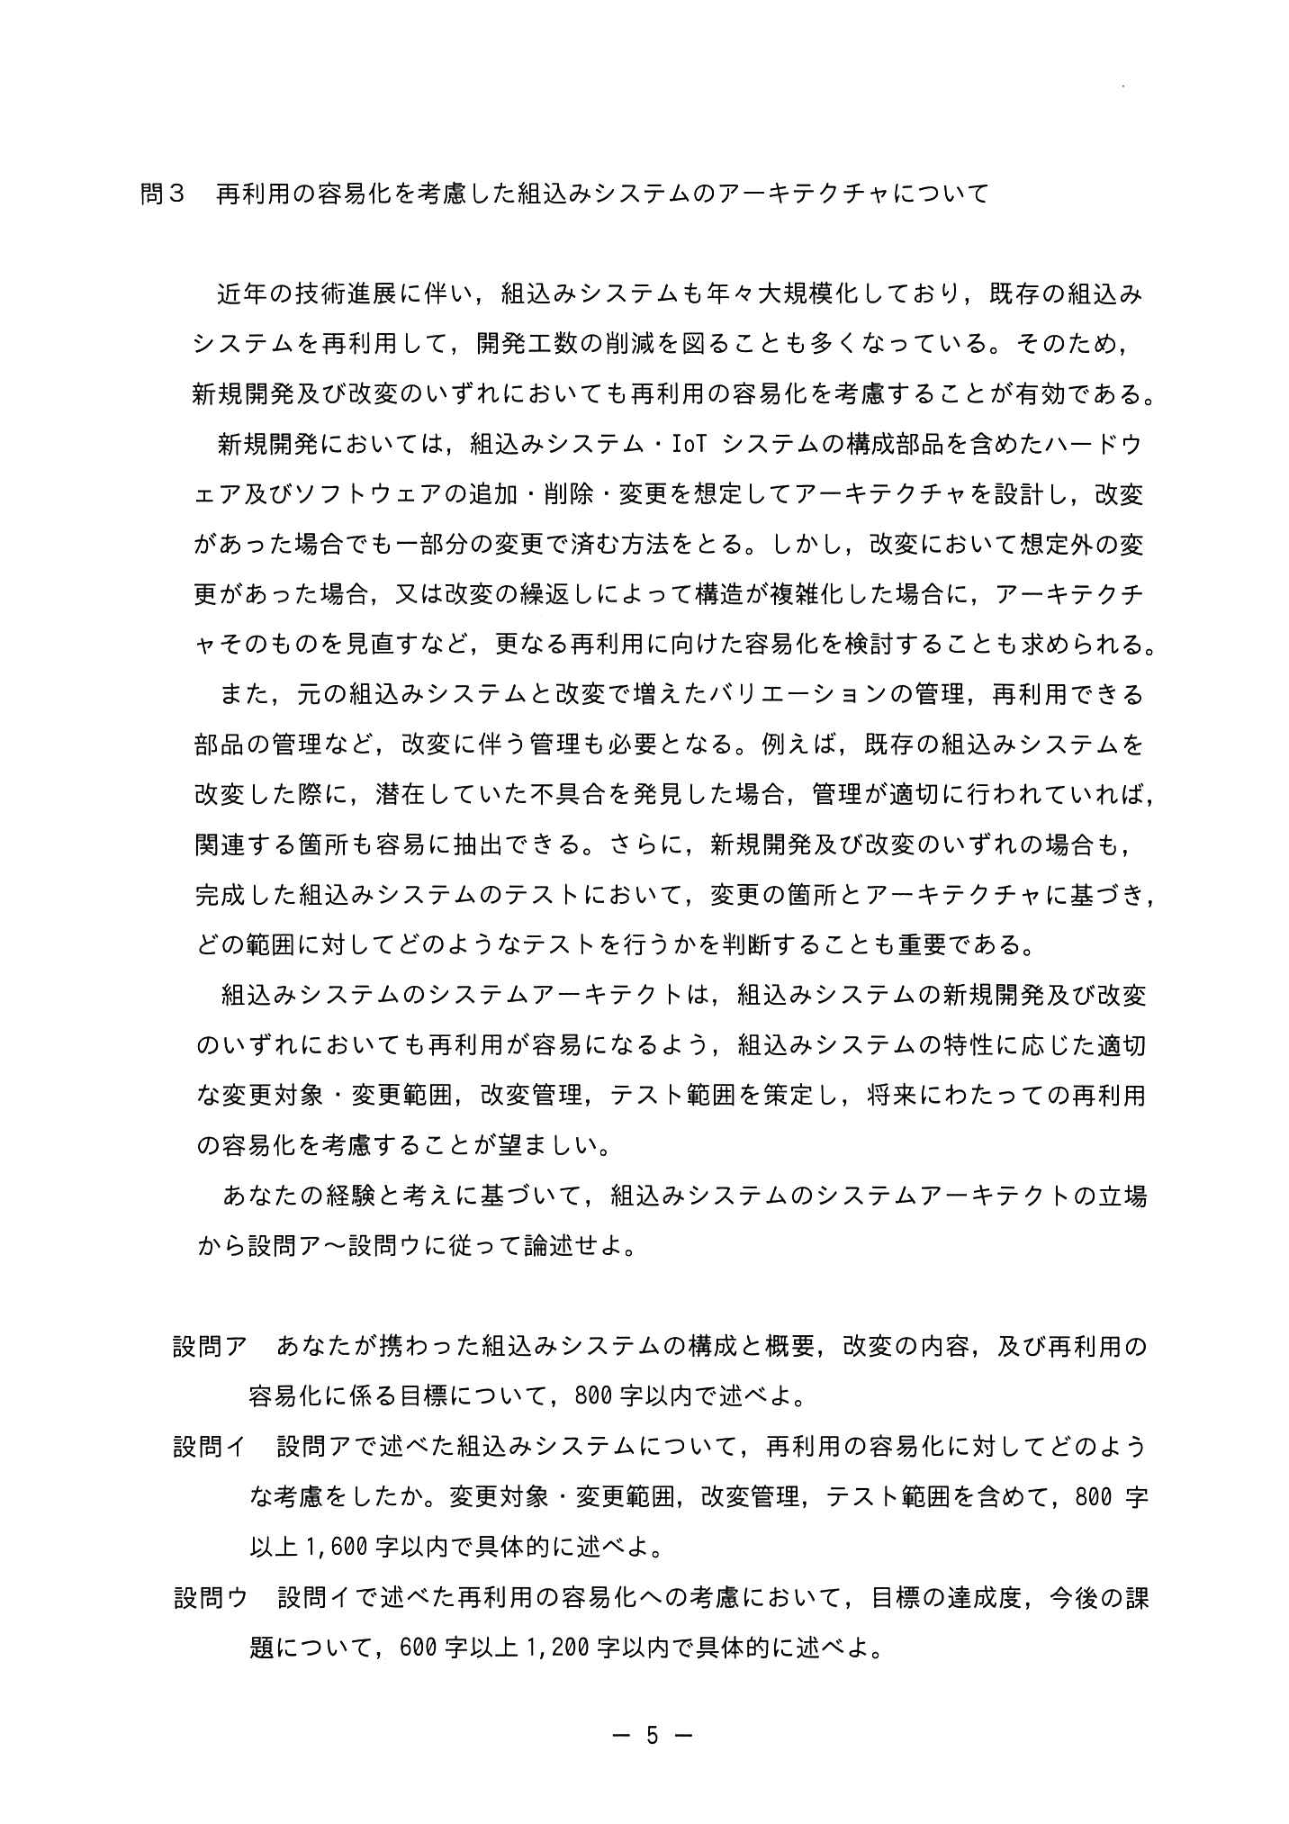 問３　再利用の容易化を考慮した組込みシステムのアーキテクチャについて
近年の技術進展に伴い，組込みシステムも年々大規模化しており，既存の組込み
システムを再利用して，開発工数の削減を図ることも多くなっている。そのため，
新規開発及び改変のいずれにおいても再利用の容易化を考慮することが有効である。
新規開発においては，組込みシステム・IoT システムの構成部品を含めたハードウ
ェア及びソフトウェアの追加・削除・変更を想定してアーキテクチャを設計し，改変
があった場合でも一部分の変更で済む方法をとる。しかし，改変において想定外の変
更があった場合，又は改変の繰返しによって構造が複雑化した場合に，アーキテクチ
ャそのものを見直すなど，更なる再利用に向けた容易化を検討することも求められる。
また，元の組込みシステムと改変で増えたバリエーションの管理，再利用できる
部品の管理など，改変に伴う管理も必要となる。例えば，既存の組込みシステムを
改変した際に，潜在していた不具合を発見した場合，管理が適切に行われていれば，
関連する箇所も容易に抽出できる。さらに，新規開発及び改変のいずれの場合も，
完成した組込みシステムのテストにおいて，変更の箇所とアーキテクチャに基づき，
どの範囲に対してどのようなテストを行うかを判断することも重要である。
組込みシステムのシステムアーキテクトは，組込みシステムの新規開発及び改変
のいずれにおいても再利用が容易になるよう，組込みシステムの特性に応じた適切
な変更対象・変更範囲，改変管理，テスト範囲を策定し，将来にわたっての再利用
の容易化を考慮することが望ましい。
あなたの経験と考えに基づいて，組込みシステムのシステムアーキテクトの立場
から設問ア～設問ウに従って論述せよ。
設問ア　あなたが携わった組込みシステムの構成と概要，改変の内容，及び再利用の
容易化に係る目標について，800 字以内で述べよ。
設問イ　設問アで述べた組込みシステムについて，再利用の容易化に対してどのよう
な考慮をしたか。変更対象・変更範囲，改変管理，テスト範囲を含めて，800 字
以上 1,600 字以内で具体的に述べよ。
設問ウ　設問イで述べた再利用の容易化への考慮において，目標の達成度，今後の課
題について，600 字以上 1,200 字以内で具体的に述べよ。
－ 5 －